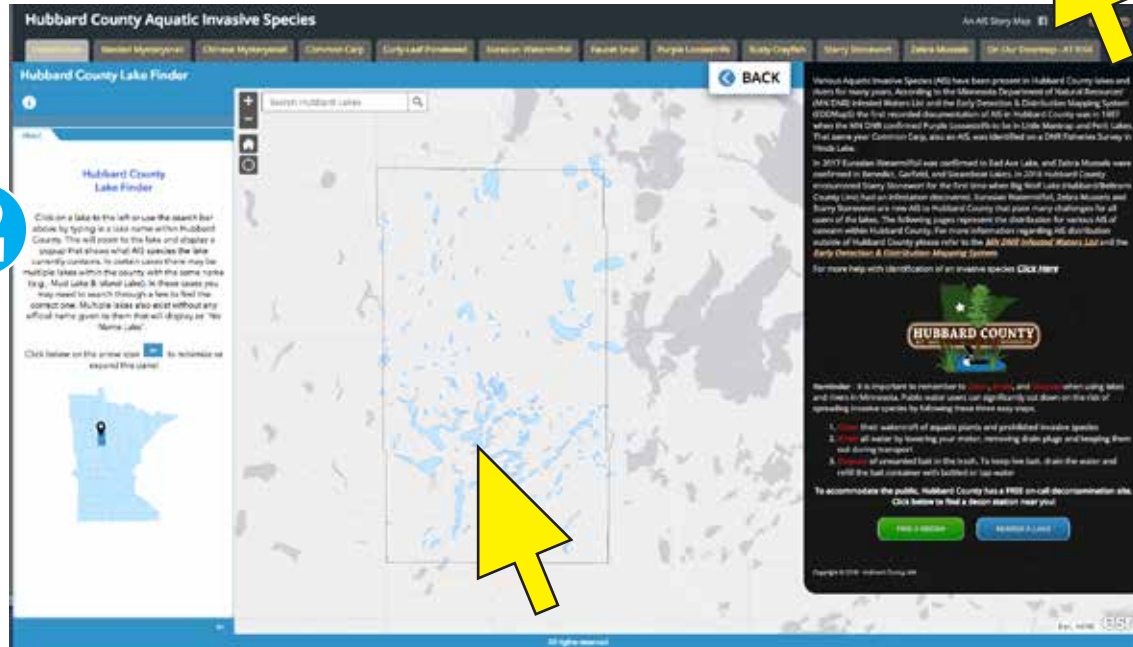 Hubbard County Aquatic Invasive Species
An AIS Story Map
Introduction Banded Mysterysnail Chinese Mysterysnail Common Carp Curly-Leaf Pondweed Eurasian Watermilfoil Faucet Snail Purple Loosestrife Rusty Crayfish Starry Stonewort Zebra Mussels On Our Doorstep - AT RISK
Hubbard County Lake Finder
BACK
Search Hubbard Lakes
About
Hubbard County
Lake Finder
Click on a lake to the left or use the search bar
above by typing in a lake name within Hubbard
County. This will zoom to the lake and display a
popup that shows what AIS species the lake
currently contains. In certain cases there may be
multiple lakes within the county with the same name
(e.g. Mud Lake & Island Lake). In these cases you
may need to search through a few to find the
correct one. Multiple lakes also exist without any
official name given to them that will display as "No
Name Lake".
Click below on the arrow icon to minimize or
expand this panel
Various Aquatic Invasive Species (AIS) have been present in Hubbard County lakes and
rivers for many years. According to the Minnesota Department of Natural Resources'
(MN DNR) Infested Waters List and the Early Detection & Distribution Mapping System
(EDDMapS) the first recorded documentation of AIS in Hubbard County was in 1987
when the MN DNR confirmed Purple Loosestrife to be in Little Mantrap and Petit Lakes.
That same year Common Carp, also an AIS, was identified on a DNR Fisheries Survey in
Hinds Lake.
In 2017 Eurasian Watermilfoil was confirmed in Bad Axe Lake, and Zebra Mussels were
confirmed in Benedict, Garfield, and Steamboat Lakes. In 2018 Hubbard County
encountered Starry Stonewort for the first time when Big Wolf Lake (Hubbard/Beltrami
County Line) had an infestation discovered. Eurasian Watermilfoil, Zebra Mussels and
Starry Stonewort are new AIS to Hubbard County that pose many challenges for all
users of the lakes. The following pages represent the distribution for various AIS of
concern within Hubbard County. For more information regarding AIS distribution
outside of Hubbard County please refer to the MN DNR Infested Waters List and the
Early Detection & Distribution Mapping System
For more help with identification of an invasive species Click Here
HUBBARD COUNTY
Reminder - It is important to remember to Clean, Drain, and Dispose when using lakes
and rivers in Minnesota. Public water users can significantly cut down on the risk of
spreading invasive species by following these three easy steps.
1. Clean their watercraft of aquatic plants and prohibited invasive species
2. Drain all water by lowering your motor, removing drain plugs and keeping them
out during transport
3. Dispose of unwanted bait in the trash. To keep live bait, drain the water and
refill the bait container with bottled or tap water
To accommodate the public, Hubbard County has a FREE on-call decontamination site.
Click below to find a decon station near you!
FIND A DECON
All rights reserved
esri